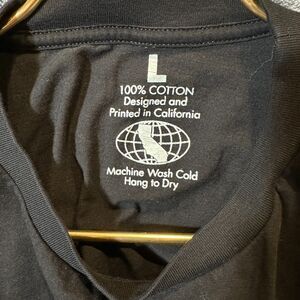 L
100% COTTON
Designed and
Printed in California
Machine Wash Cold
Hang to Dry